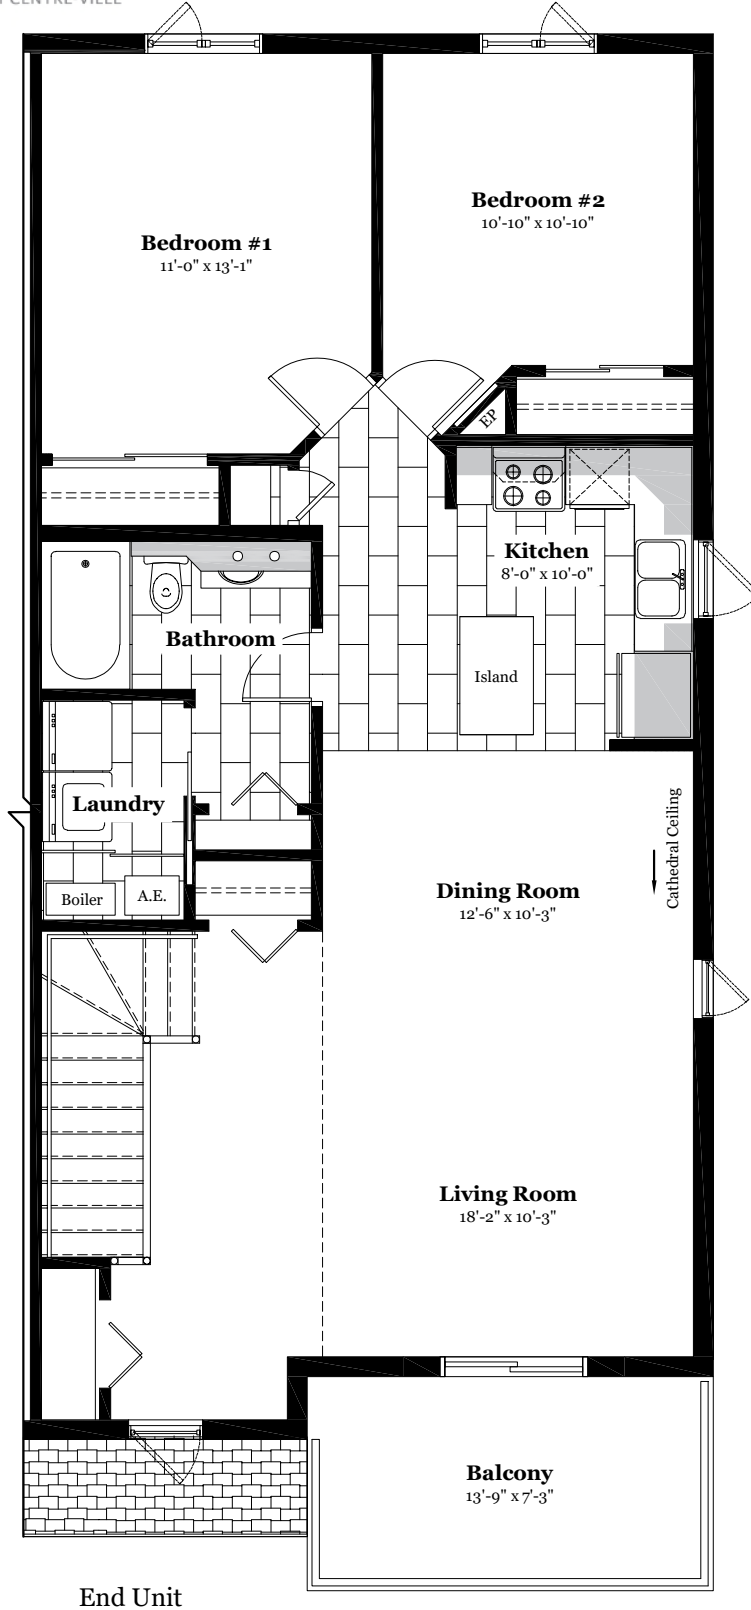 CENTRE-VILLE
Bedroom #2
10'-10" x 10'-10"
Bedroom #1
11'-0" x 13'-1"
EP
Kitchen
8'-0" x 10'-0"
Bathroom
Island
Laundry
Cathedral Ceiling
Boiler
A.E.
Dining Room
12'-6" x 10'-3"
Living Room
18'-2" x 10'-3"
Balcony
13'-9" x 7'-3"
End Unit